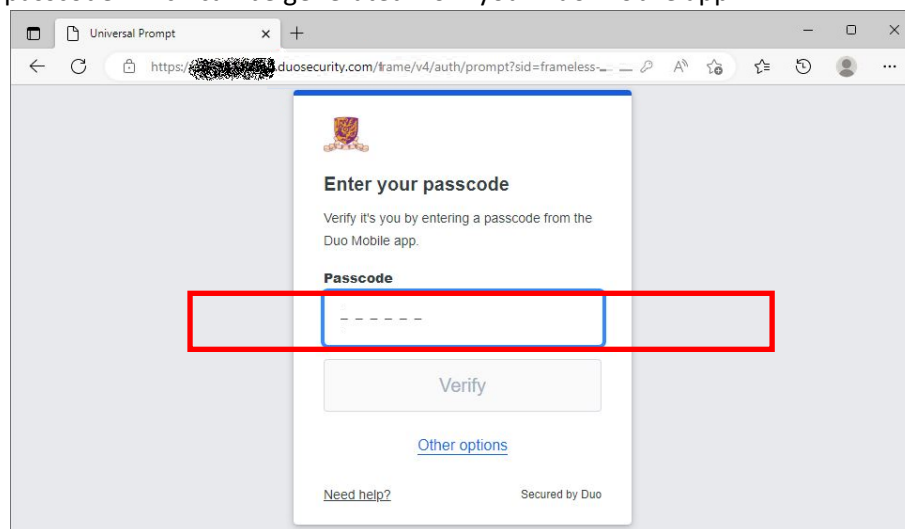 Universal Prompt
https:/ duosecurity.com/frame/v4/auth/prompt?sid=frameless-
Enter your passcode
Verify it's you by entering a passcode from the
Duo Mobile app.
Passcode
Verify
Other options
Need help? Secured by Duo